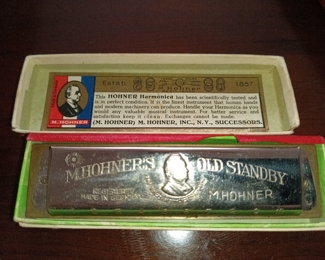 ESTAB. 1857
M. HOHNER
This HOHNER Harmonica has been scientifically tested and
is in perfect condition. It is the finest instrument that human hands
and modern machinery can produce. Handle your Harmonica as you
would any valuable musical instrument. For better service and
satisfaction keep it clean. Exchanges cannot be made.
(M. HOHNER) M. HOHNER, INC., N.Y., SUCCESSORS.
M. HOHNER
M. HOHNER'S OLD STANDBY
MADE IN GERMANY
M. HOHNER